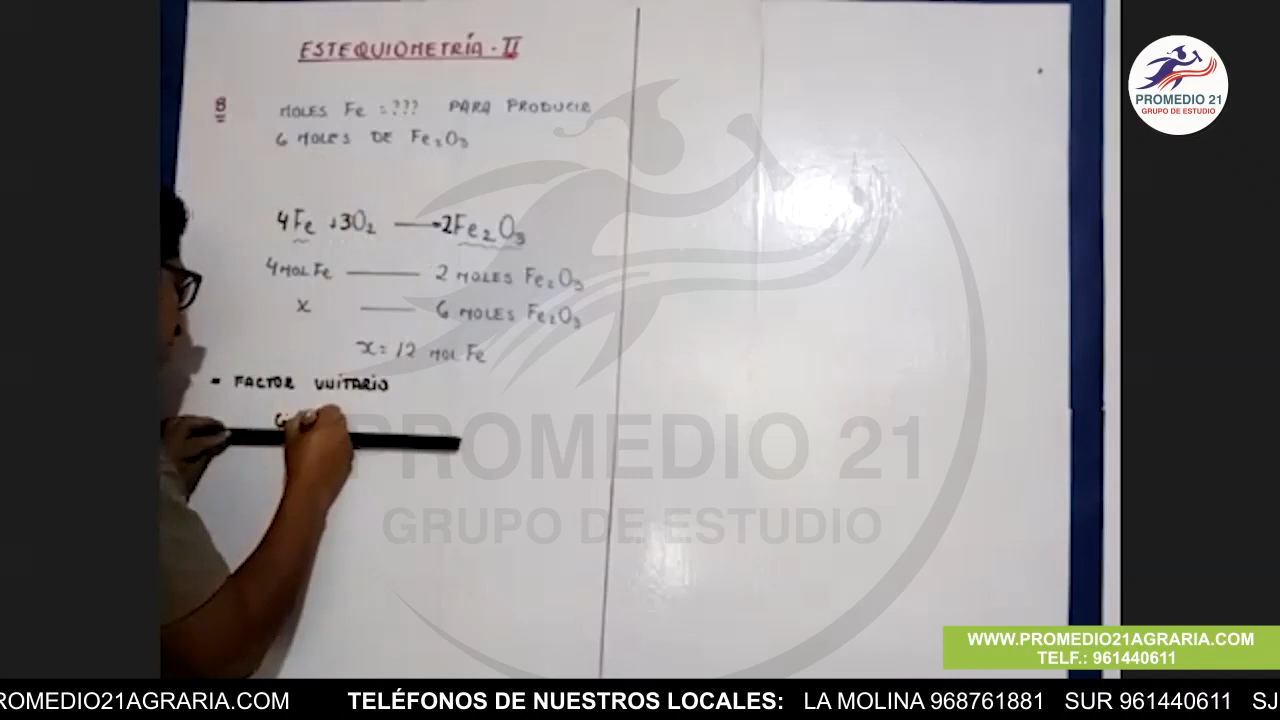 ESTEQUIOMETRÍA - II
8
MOLES Fe = ??? PARA PRODUCIR
6 MOLES DE Fe₂O₃
4Fe + 3O₂ → 2Fe₂O₃
4 MOL Fe — 2 MOLES Fe₂O₃
x — 6 MOLES Fe₂O₃
x = 12 MOL Fe
- FACTOR UNITARIO
PROMEDIO 21
GRUPO DE ESTUDIO
PROMEDIO 21
GRUPO DE ESTUDIO
WWW.PROMEDIO21AGRARIA.COM
TELF.: 961440611
ROMEDIO21AGRARIA.COM TELÉFONOS DE NUESTROS LOCALES: LA MOLINA 968761881 SUR 961440611 SJ